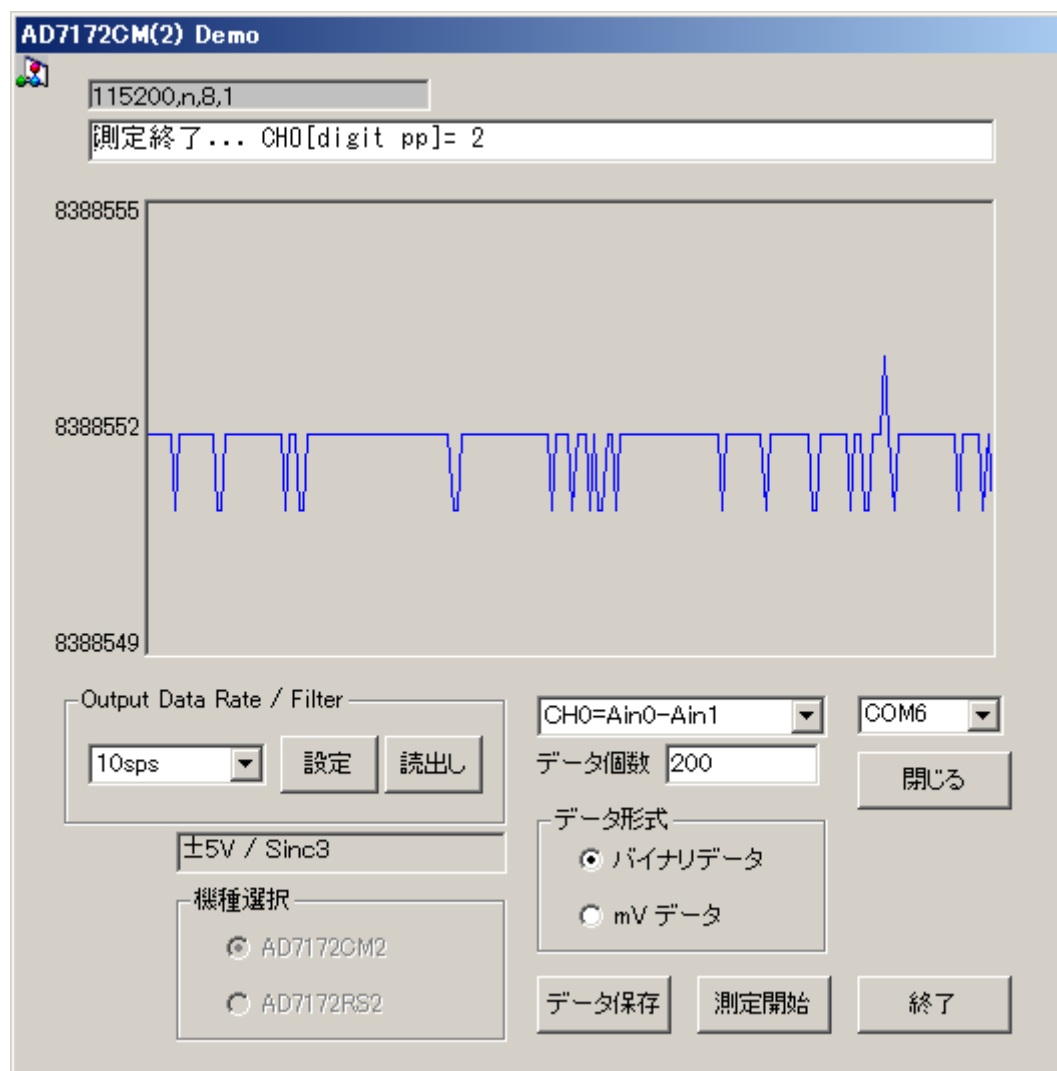 AD7172CM(2) Demo
115200,n,8,1
測定終了... CH0[digit pp]= 2
8388555
8388552
8388549
Output Data Rate / Filter
10sps
設定
読出し
±5V / Sinc3
機種選択
AD7172CM2
AD7172RS2
CH0=Ain0-Ain1
COM6
データ個数
200
閉じる
データ形式
バイナリデータ
mV データ
データ保存
測定開始
終了